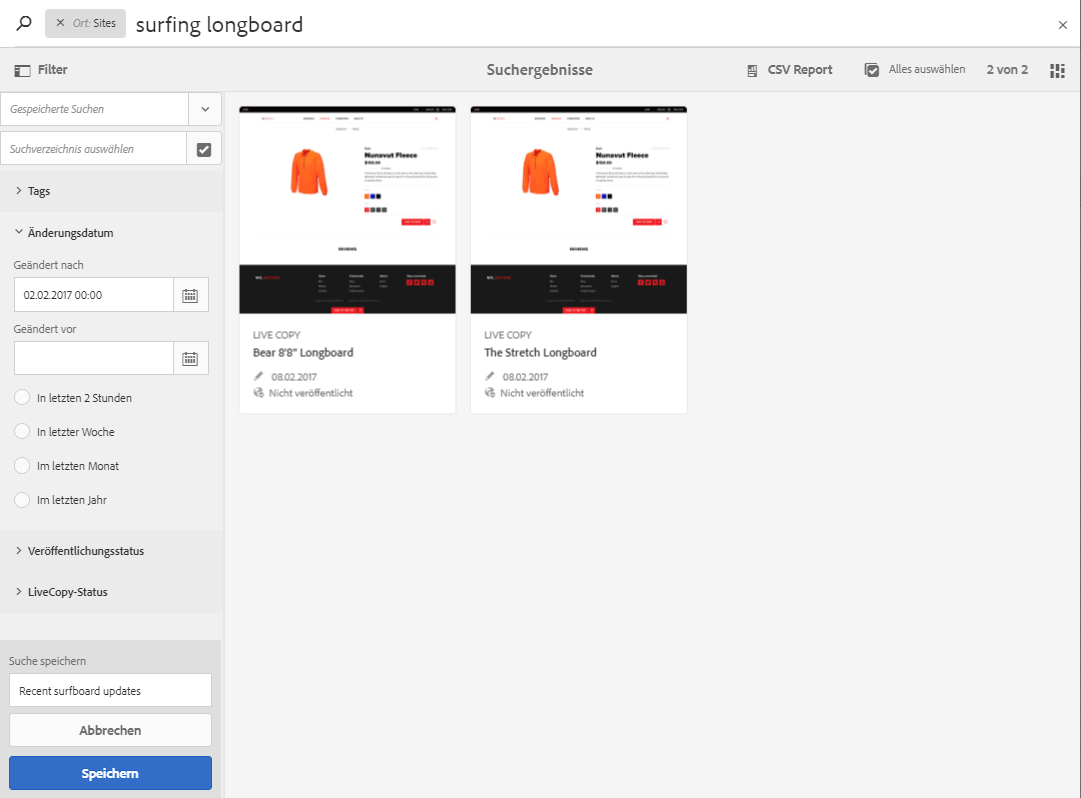 Ort: Sites surfing longboard
Filter
Suchergebnisse
CSV Report
Alles auswählen
2 von 2
Gespeicherte Suchen
Suchverzeichnis auswählen
Tags
Änderungsdatum
Geändert nach
02.02.2017 00:00
Geändert vor
In letzten 2 Stunden
In letzter Woche
Im letzten Monat
Im letzten Jahr
Veröffentlichungsstatus
LiveCopy-Status
Suche speichern
Recent surfboard updates
Abbrechen
Speichern
Nunavut Fleece
REVIEWS
LIVE COPY
Bear 8'8" Longboard
08.02.2017
Nicht veröffentlicht
Nunavut Fleece
REVIEWS
LIVE COPY
The Stretch Longboard
08.02.2017
Nicht veröffentlicht